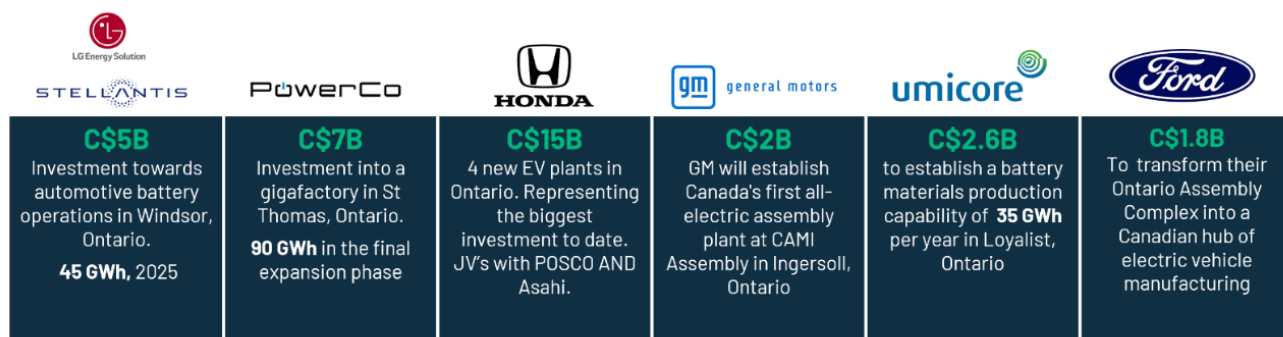 LG Energy Solution
STELLANTIS
C$5B
Investment towards
automotive battery
operations in Windsor,
Ontario.
45 GWh, 2025
PowerCo
C$7B
Investment into a
gigafactory in St
Thomas, Ontario.
90 GWh in the final
expansion phase
HONDA
C$15B
4 new EV plants in
Ontario. Representing
the biggest
investment to date.
JV's with POSCO AND
Asahi.
gm general motors
C$2B
GM will establish
Canada's first all-
electric assembly
plant at CAMI
Assembly in Ingersoll,
Ontario
umicore
C$2.6B
to establish a battery
materials production
capability of 35 GWh
per year in Loyalist,
Ontario
Ford
C$1.8B
To transform their
Ontario Assembly
Complex into a
Canadian hub of
electric vehicle
manufacturing